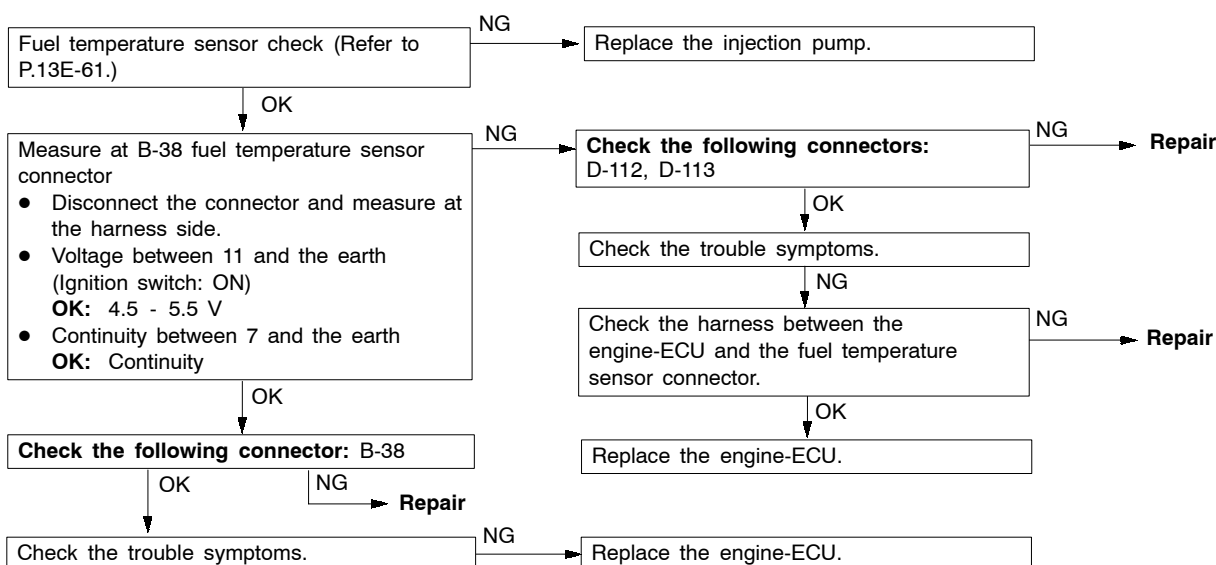 Fuel temperature sensor check (Refer to
P.13E-61.)
NG
Replace the injection pump.
OK
Measure at B-38 fuel temperature sensor
connector
● Disconnect the connector and measure at
the harness side.
● Voltage between 11 and the earth
(Ignition switch: ON)
OK: 4.5 - 5.5 V
● Continuity between 7 and the earth
OK: Continuity
NG
Check the following connectors:
D-112, D-113
NG
Repair
OK
Check the trouble symptoms.
NG
Check the harness between the
engine-ECU and the fuel temperature
sensor connector.
NG
Repair
OK
Replace the engine-ECU.
OK
Check the following connector: B-38
OK
NG
Repair
Check the trouble symptoms.
NG
Replace the engine-ECU.